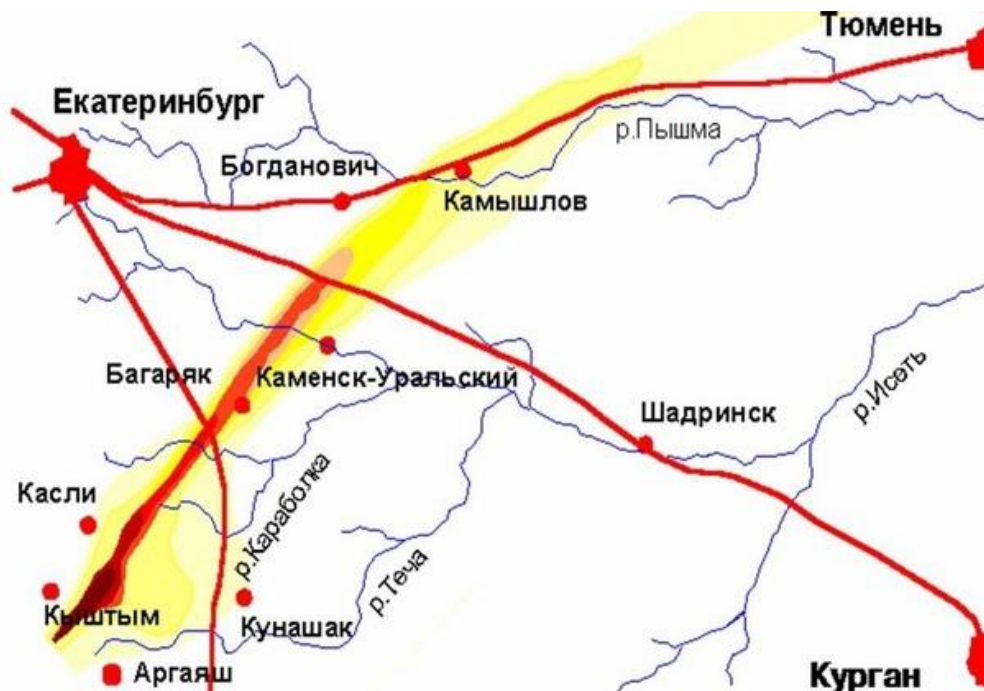 Тюмень
Екатеринбург
р.Пышма
Богданович
Камышлов
Багаряк
Каменск-Уральский
р.Исеть
Шадринск
Касли
р.Караболка
р.Теча
Кыштым
Кунашак
Аргаяш
Курган